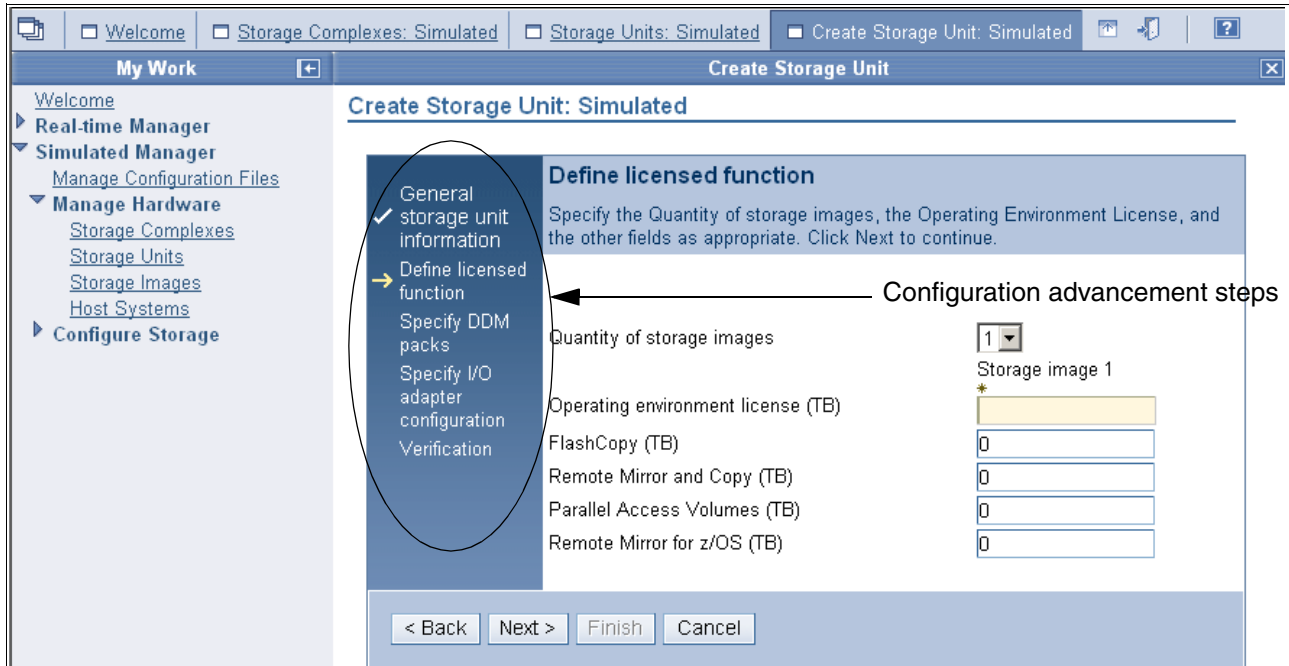 Welcome
Storage Complexes: Simulated
Storage Units: Simulated
Create Storage Unit: Simulated
?
My Work
Create Storage Unit
Welcome
Real-time Manager
Simulated Manager
Manage Configuration Files
Manage Hardware
Storage Complexes
Storage Units
Storage Images
Host Systems
Configure Storage
Create Storage Unit: Simulated
General
storage unit
information
Define licensed
function
Specify DDM
packs
Specify I/O
adapter
configuration
Verification
Define licensed function
Specify the Quantity of storage images, the Operating Environment License, and
the other fields as appropriate. Click Next to continue.
Configuration advancement steps
Quantity of storage images 1
Storage image 1
*
Operating environment license (TB)
FlashCopy (TB) 0
Remote Mirror and Copy (TB) 0
Parallel Access Volumes (TB) 0
Remote Mirror for z/OS (TB) 0
< Back Next > Finish Cancel